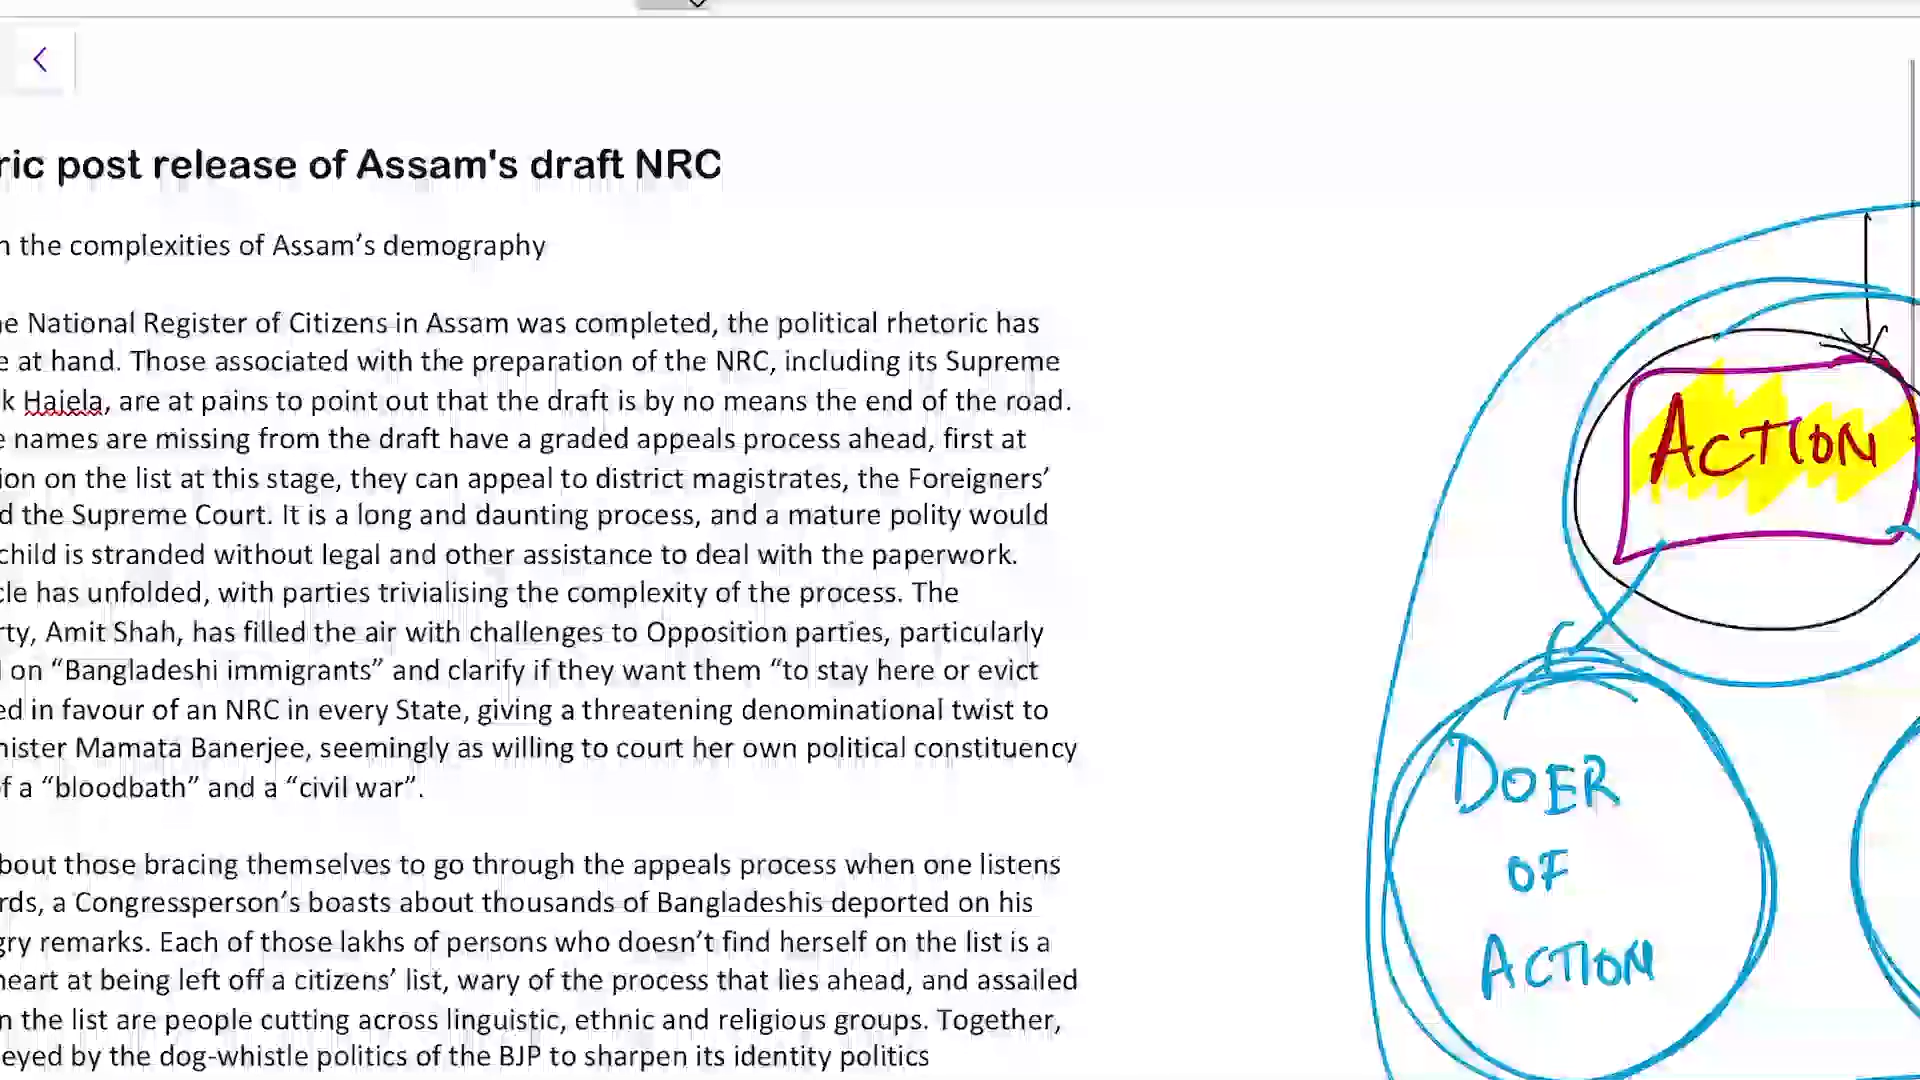 ric post release of Assam's draft NRC
n the complexities of Assam's demography
e National Register of Citizens in Assam was completed, the political rhetoric has
e at hand. Those associated with the preparation of the NRC, including its Supreme
k Hajela, are at pains to point out that the draft is by no means the end of the road.
e names are missing from the draft have a graded appeals process ahead, first at
ion on the list at this stage, they can appeal to district magistrates, the Foreigners’
d the Supreme Court. It is a long and daunting process, and a mature polity would
child is stranded without legal and other assistance to deal with the paperwork.
cle has unfolded, with parties trivialising the complexity of the process. The
rty, Amit Shah, has filled the air with challenges to Opposition parties, particularly
on “Bangladeshi immigrants” and clarify if they want them “to stay here or evict
ed in favour of an NRC in every State, giving a threatening denominational twist to
nister Mamata Banerjee, seemingly as willing to court her own political constituency
f a “bloodbath” and a “civil war”.
bout those bracing themselves to go through the appeals process when one listens
rds, a Congressperson’s boasts about thousands of Bangladeshis deported on his
gry remarks. Each of those lakhs of persons who doesn’t find herself on the list is a
heart at being left off a citizens’ list, wary of the process that lies ahead, and assailed
n the list are people cutting across linguistic, ethnic and religious groups. Together,
eyed by the dog-whistle politics of the BJP to sharpen its identity politics
ACTION
DOER
OF
ACTION